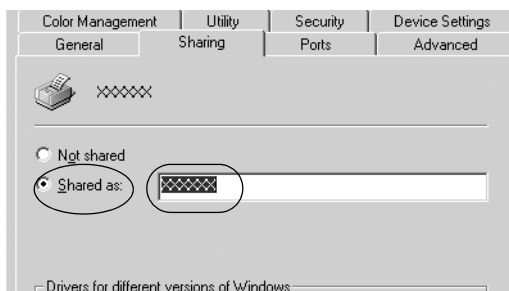 Color Management Utility Security Device Settings
General Sharing Ports Advanced
XXXXXX
Not shared
Shared as: XXXXXX
Drivers for different versions of Windows